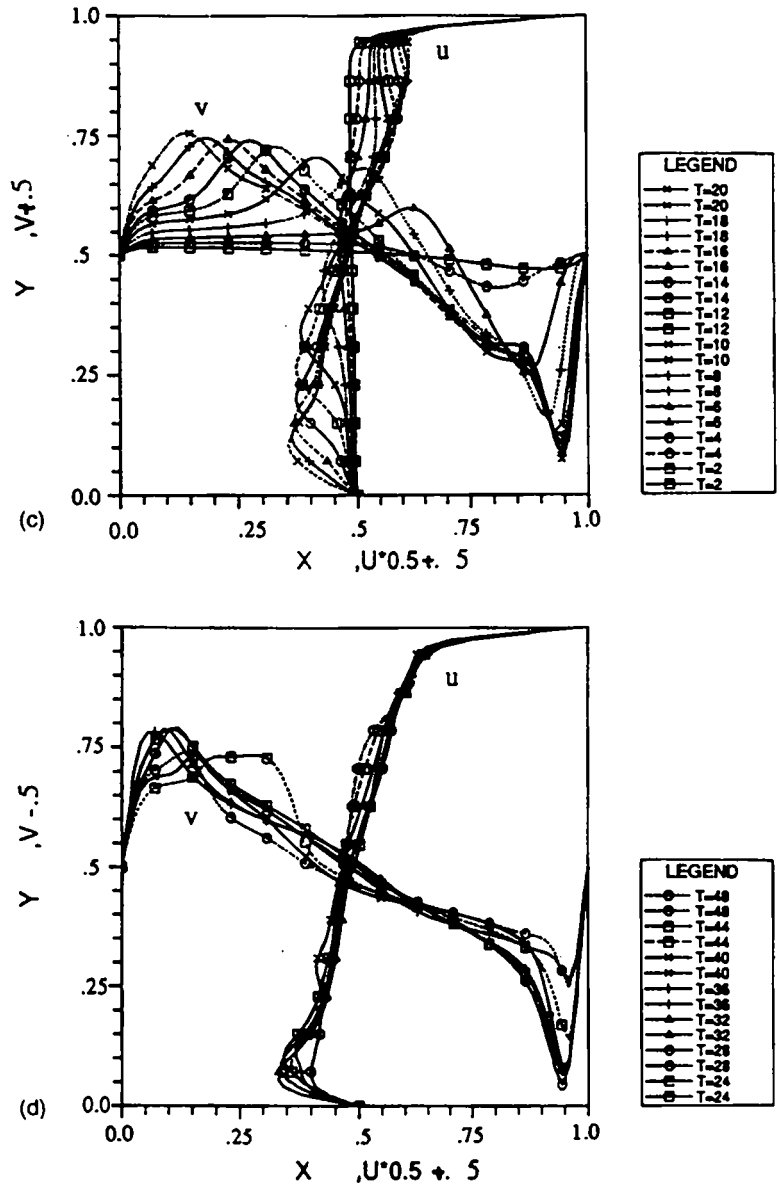 1.0
u
v
.75
.5
.25
0.0
Y ,V+.5
(c)
0.0 .25 .5 0.75 1.0
X ,U*0.5+. 5
LEGEND
T=20
T=20
T=18
T=18
T=16
T=16
T=14
T=14
T=12
T=12
T=10
T=10
T=8
T=8
T=6
T=6
T=4
T=4
T=2
T=2
1.0
u
.75
v
.5
.25
0.0
Y ,V-.5
(d)
0.0 .25 .5 0.75 1.0
X ,U*0.5 +. 5
LEGEND
T=48
T=48
T=44
T=44
T=40
T=40
T=36
T=36
T=32
T=32
T=28
T=28
T=24
T=24